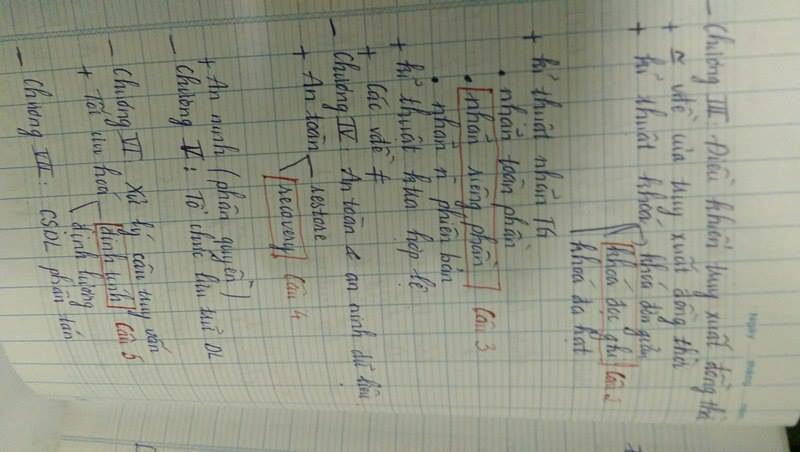 Ngày tháng năm
– Chương III: Điều khiển truy xuất đồng thời
+ ≃ vđề của truy xuất đồng thời
+ kĩ thuật khoá → khoá đơn giản
khoá đọc ghi Câu 2
khoá đa hạt
+ kĩ thuật nhãn TG
• nhãn toàn phần
• nhãn riêng phần Câu 3
• nhãn n phiên bản
+ kĩ thuật ktra hợp lệ
+ Các vđề ≠
– Chương IV: An toàn & an ninh dữ liệu
+ An toàn – restore
recovery Câu 4
+ An ninh (phân quyền)
– Chương V: Tổ chức lưu trữ DL
– Chương VI: Xử lý câu truy vấn
+ Tối ưu hoá – định tính Câu 5
định lượng
– Chương VII: CSDL phân tán